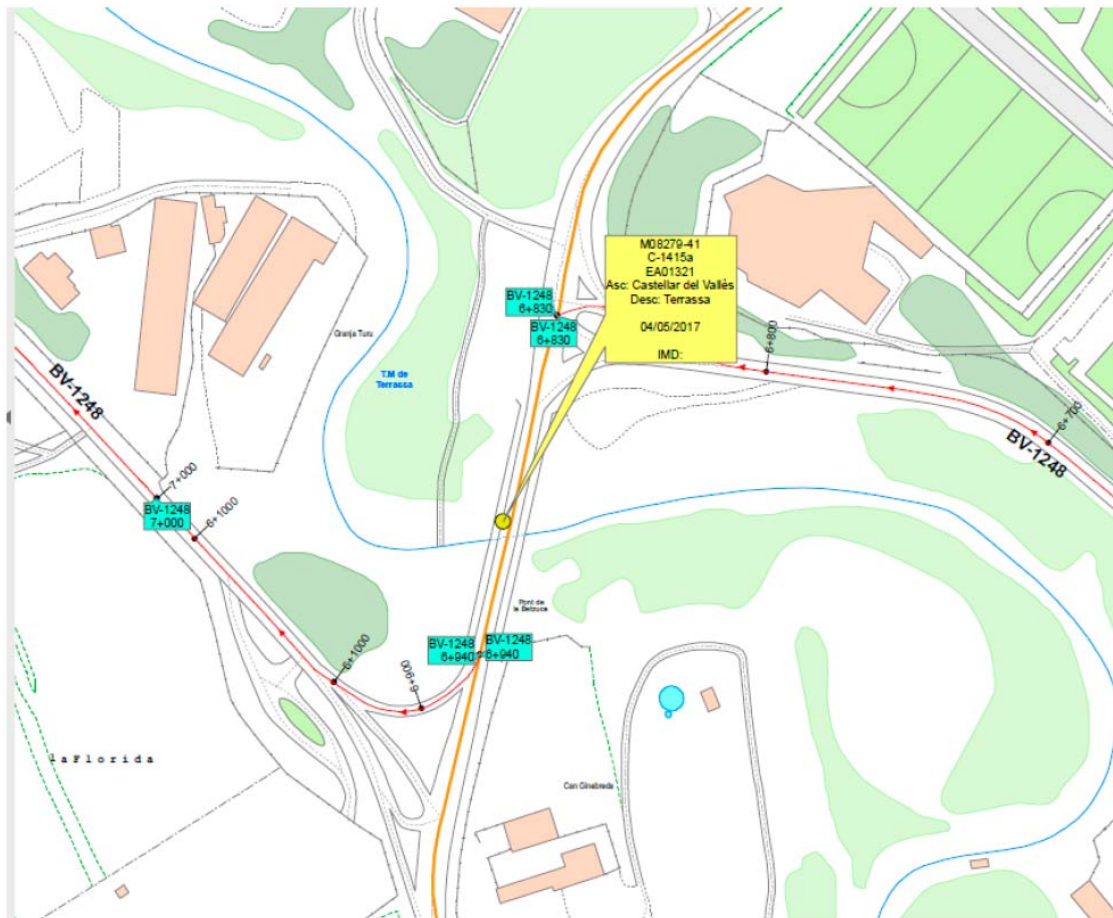 M08279-41
C-1415a
EA01321
Asc: Castellar del Vallès
Desc: Terrassa
04/05/2017
IMD:
BV-1248
6+830
BV-1248
6+830
Granja Turu
6+800
T.M de
Terrassa
BV-1248
6+700
BV-1248
7+000
BV-1248
7+000
6+1000
Pont de
la Betzuca
BV-1248
6+940
BV-1248
6+940
6+1000
6+900
la Florida
Can Ginebreda